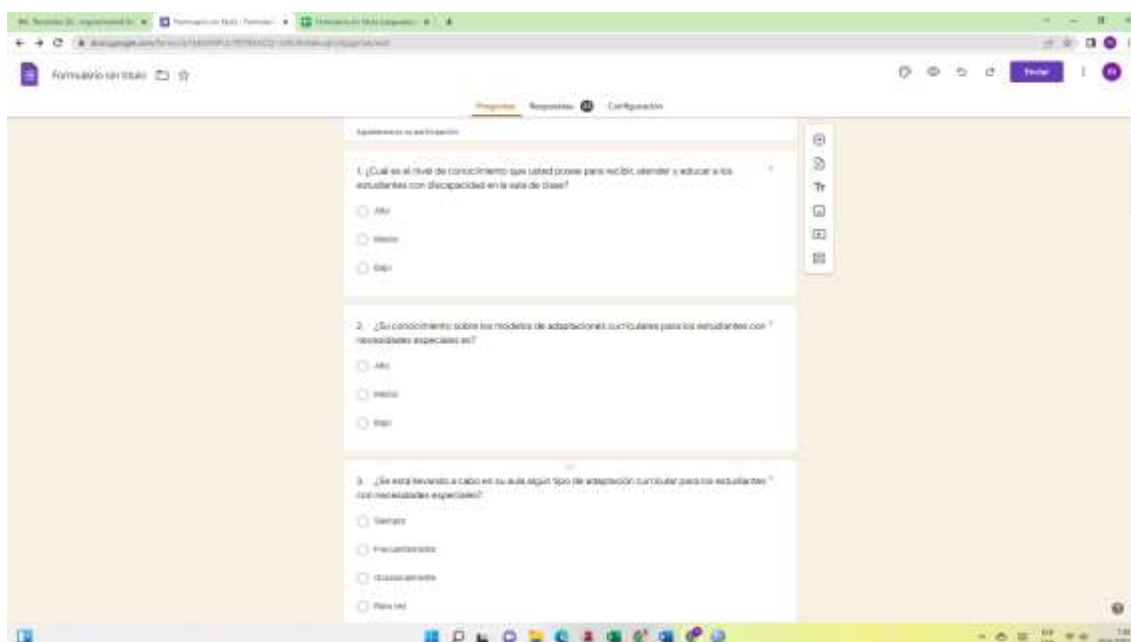 Formulario sin título
Enviar
Preguntas Respuestas Configuración
Agradecemos su participación
1. ¿Cuál es el nivel de conocimiento que usted posee para recibir, atender y educar a los
estudiantes con discapacidad en la sala de clase?
Alto
Medio
Bajo
2. ¿Su conocimiento sobre los modelos de adaptaciones curriculares para los estudiantes con *
necesidades especiales es?
Alto
Medio
Bajo
3. ¿Se está llevando a cabo en su aula algún tipo de adaptación curricular para los estudiantes *
con necesidades especiales?
Siempre
Frecuentemente
Ocasionalmente
Rara vez